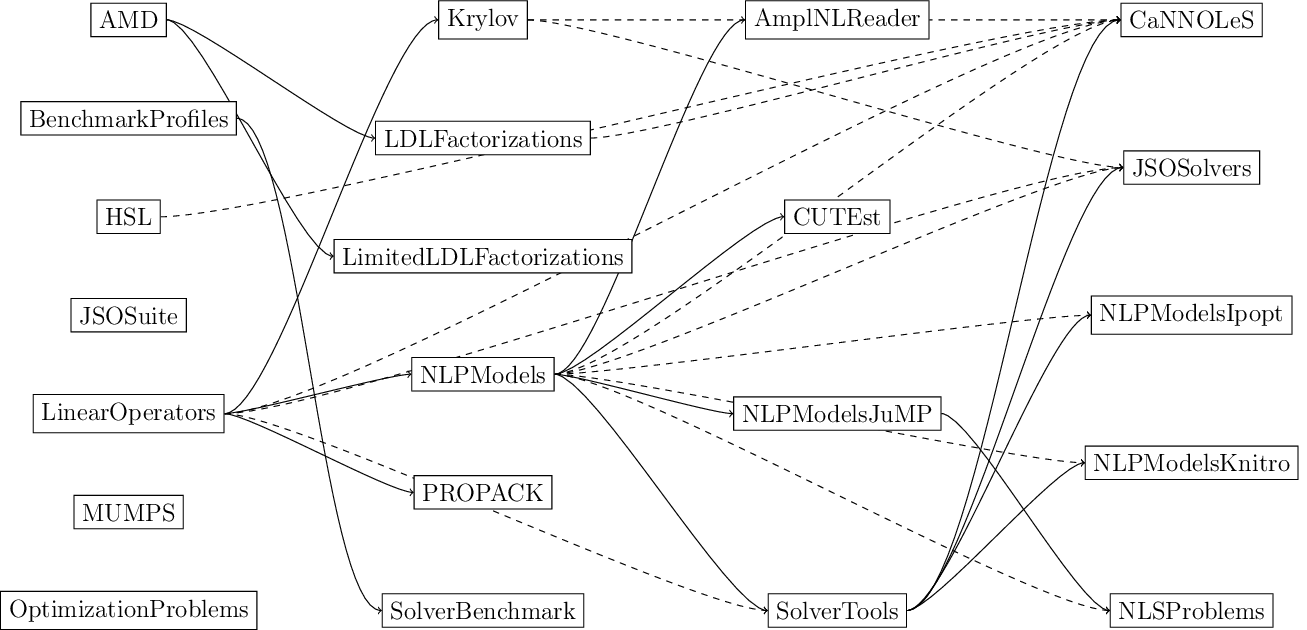 AMD
BenchmarkProfiles
HSL
JSOSuite
LinearOperators
MUMPS
OptimizationProblems
Krylov
LDLFactorizations
LimitedLDLFactorizations
NLPModels
PROPACK
SolverBenchmark
AmplNLReader
CUTEst
NLPModelsJuMP
SolverTools
CaNNOLeS
JSOSolvers
NLPModelsIpopt
NLPModelsKnitro
NLSProblems